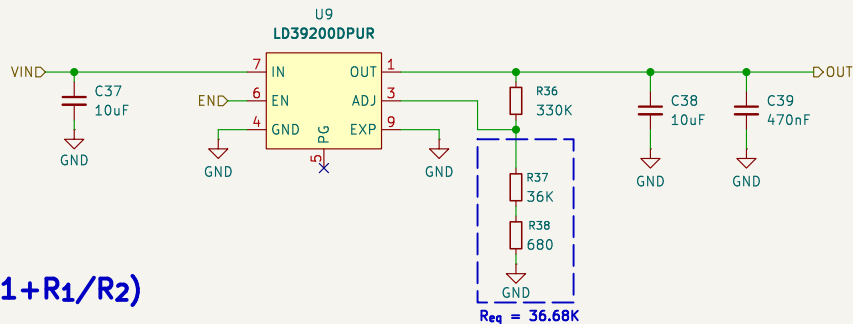 U9
LD39200DPUR
VIN
7
IN
OUT
1
OUT
C37
10uF
EN
6
EN
ADJ
3
R36
330K
C38
10uF
C39
470nF
4
GND
PG
EXP
9
5
GND
GND
GND
GND
GND
R37
36K
R38
680
GND
1+R1/R2)
Req = 36.68K